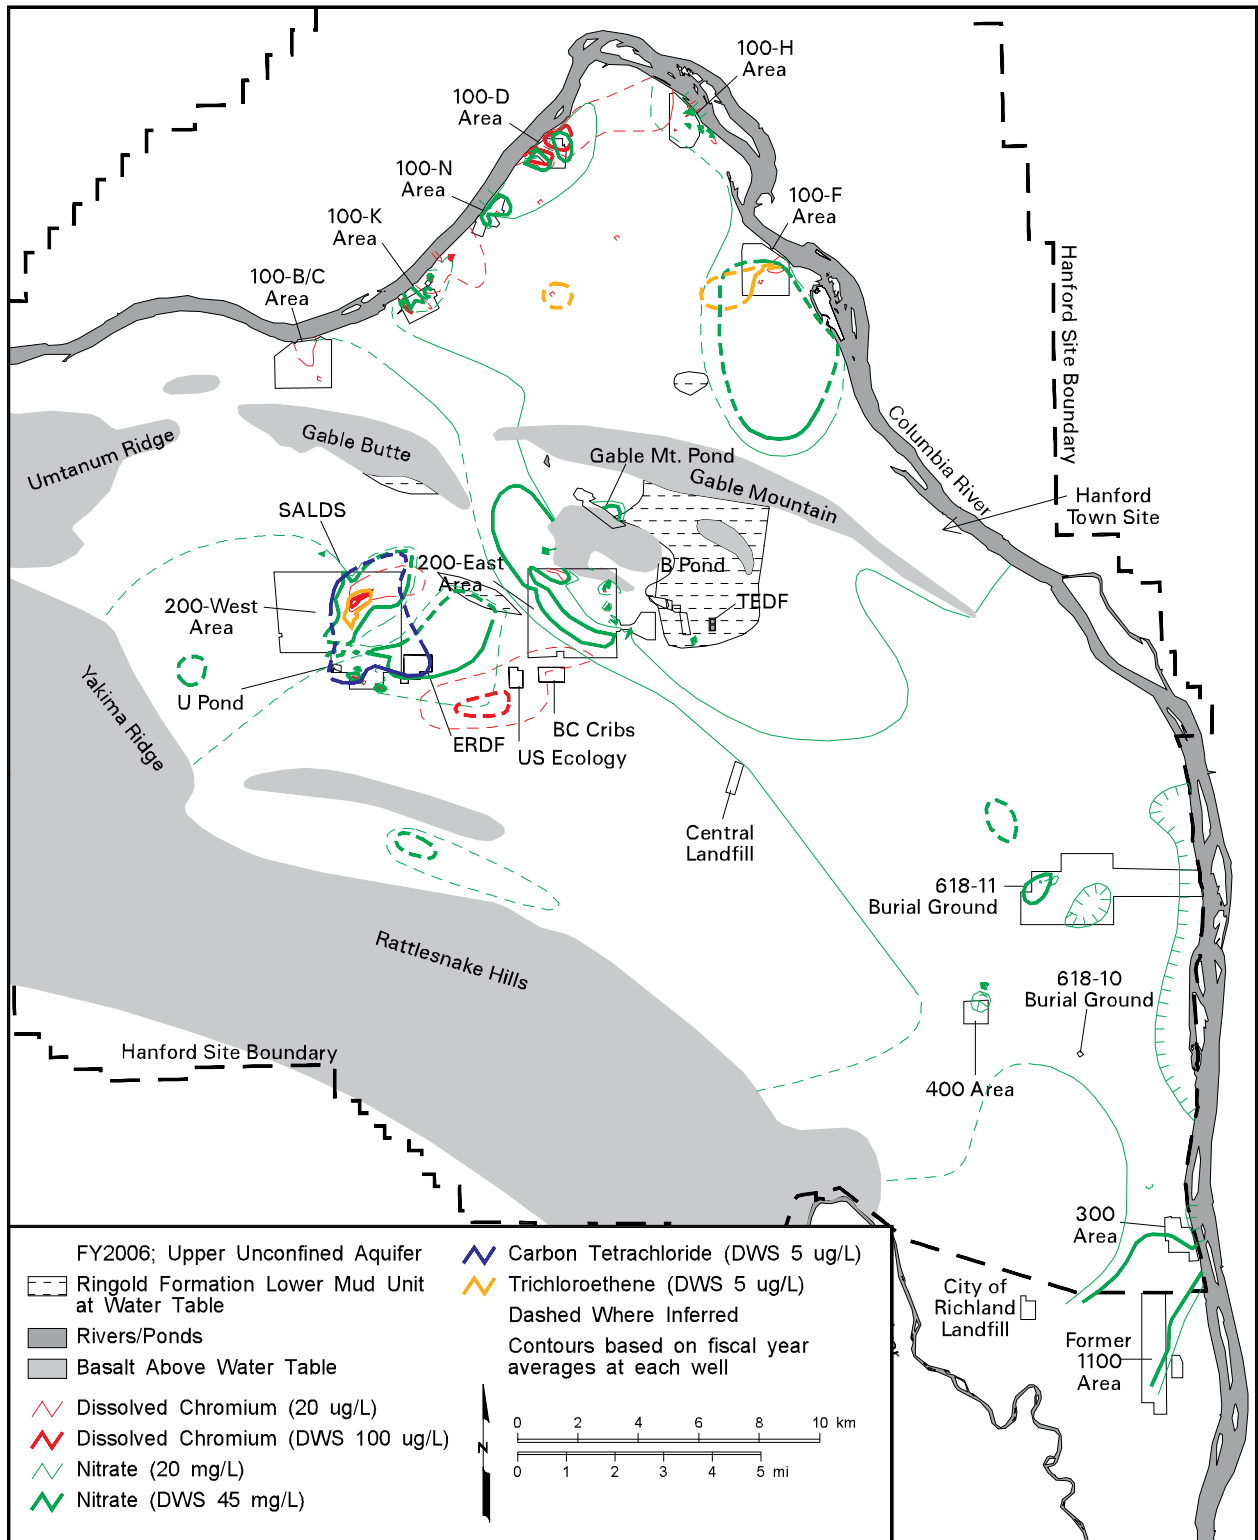 100-H
Area
100-D
Area
100-N
Area
100-F
Area
100-K
Area
100-B/C
Area
Hanford Site Boundary
Columbia River
Umtanum Ridge
Gable Butte
Gable Mt. Pond
Gable Mountain
Hanford
Town Site
SALDS
200-East
Area
B Pond
TEDF
200-West
Area
U Pond
Yakima Ridge
ERDF
BC Cribs
US Ecology
Central
Landfill
618-11
Burial Ground
Rattlesnake Hills
618-10
Burial Ground
400 Area
Hanford Site Boundary
300
Area
City of
Richland
Landfill
Former
1100
Area
FY2006; Upper Unconfined Aquifer
Ringold Formation Lower Mud Unit
at Water Table
Rivers/Ponds
Basalt Above Water Table
Dissolved Chromium (20 ug/L)
Dissolved Chromium (DWS 100 ug/L)
Nitrate (20 mg/L)
Nitrate (DWS 45 mg/L)
Carbon Tetrachloride (DWS 5 ug/L)
Trichloroethene (DWS 5 ug/L)
Dashed Where Inferred
Contours based on fiscal year
averages at each well
N
0 2 4 6 8 10 km
0 1 2 3 4 5 mi